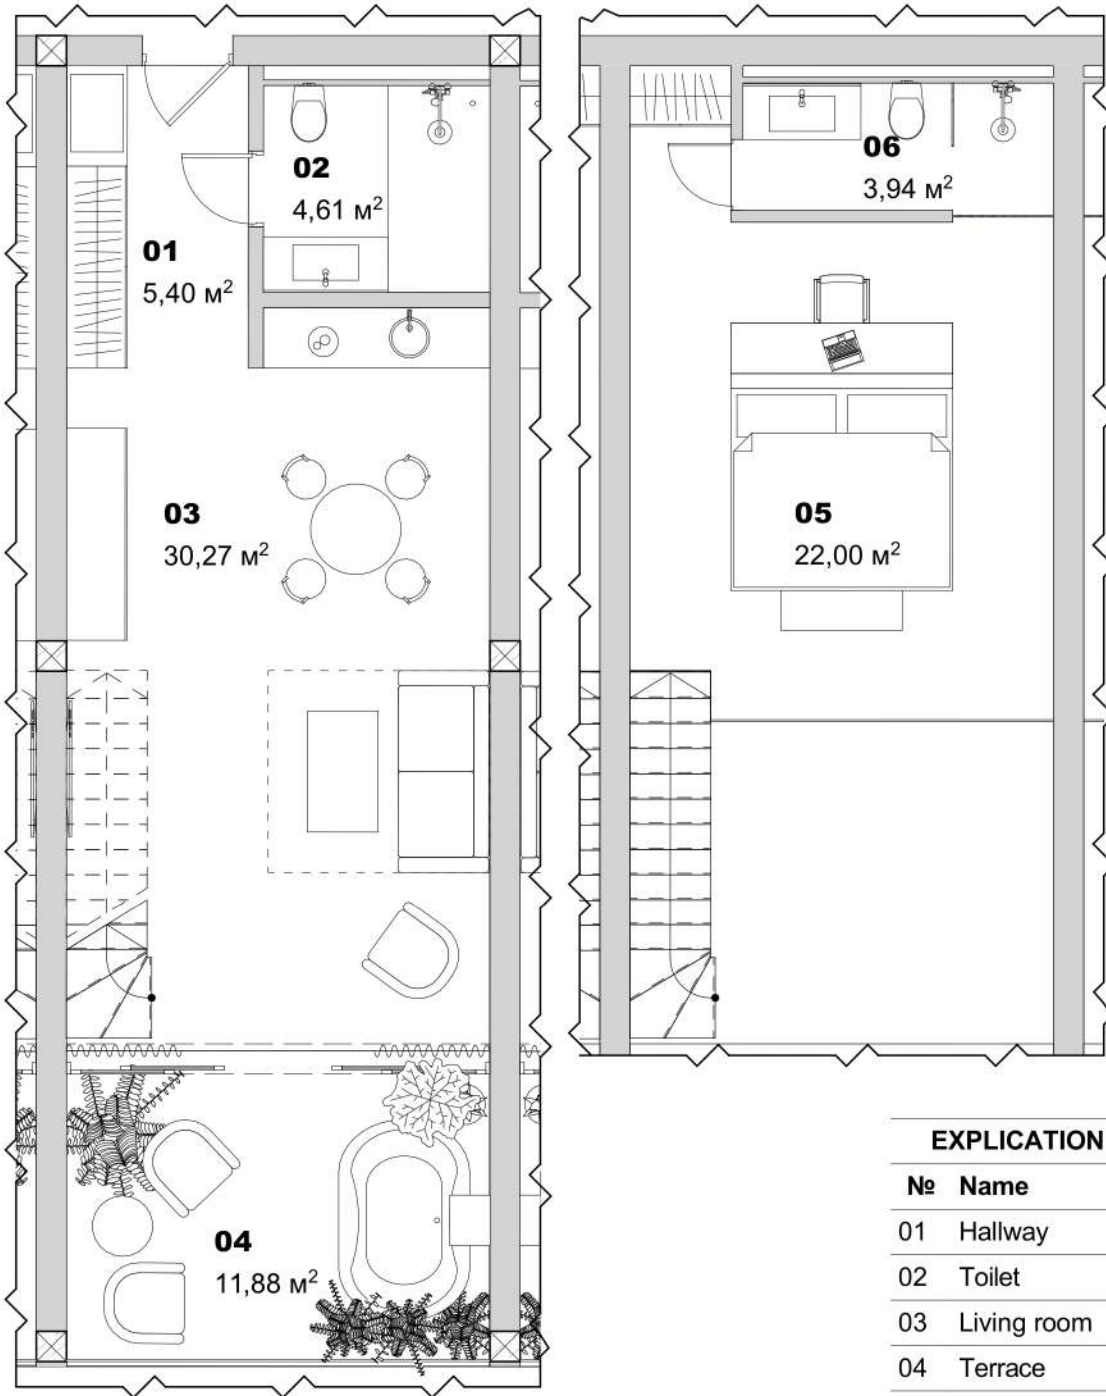 02
4,61 м²
01
5,40 м²
03
30,27 м²
04
11,88 м²
06
3,94 м²
05
22,00 м²
EXPLICATION
№ Name
01 Hallway
02 Toilet
03 Living room
04 Terrace